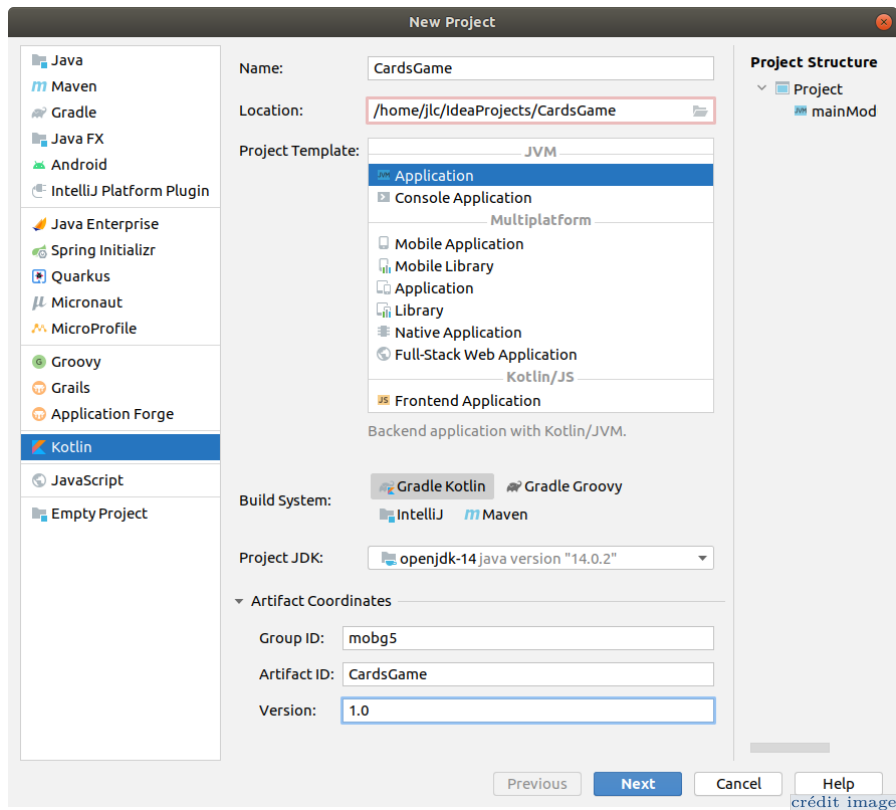 New Project
Java
Maven
Gradle
Java FX
Android
IntelliJ Platform Plugin
Java Enterprise
Spring Initializr
Quarkus
Micronaut
MicroProfile
Groovy
Grails
Application Forge
Kotlin
JavaScript
Empty Project
Name: CardsGame
Location: /home/jlc/IdeaProjects/CardsGame
Project Template:
JVM
Application
Console Application
Multiplatform
Mobile Application
Mobile Library
Application
Library
Native Application
Full-Stack Web Application
Kotlin/JS
JS Frontend Application
Backend application with Kotlin/JVM.
Build System:
Gradle Kotlin Gradle Groovy
IntelliJ Maven
Project JDK: openjdk-14 java version "14.0.2"
Artifact Coordinates
Group ID: mobg5
Artifact ID: CardsGame
Version: 1.0
Project Structure
Project
mainMod
Previous Next Cancel Help
crédit image